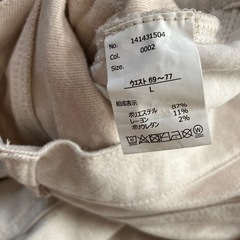 No. 141431504
Col. 0002
Size.
ウエスト 69～77
L
組成表示
87%
ポリエステル 11%
レーヨン 2%
ポリウレタン